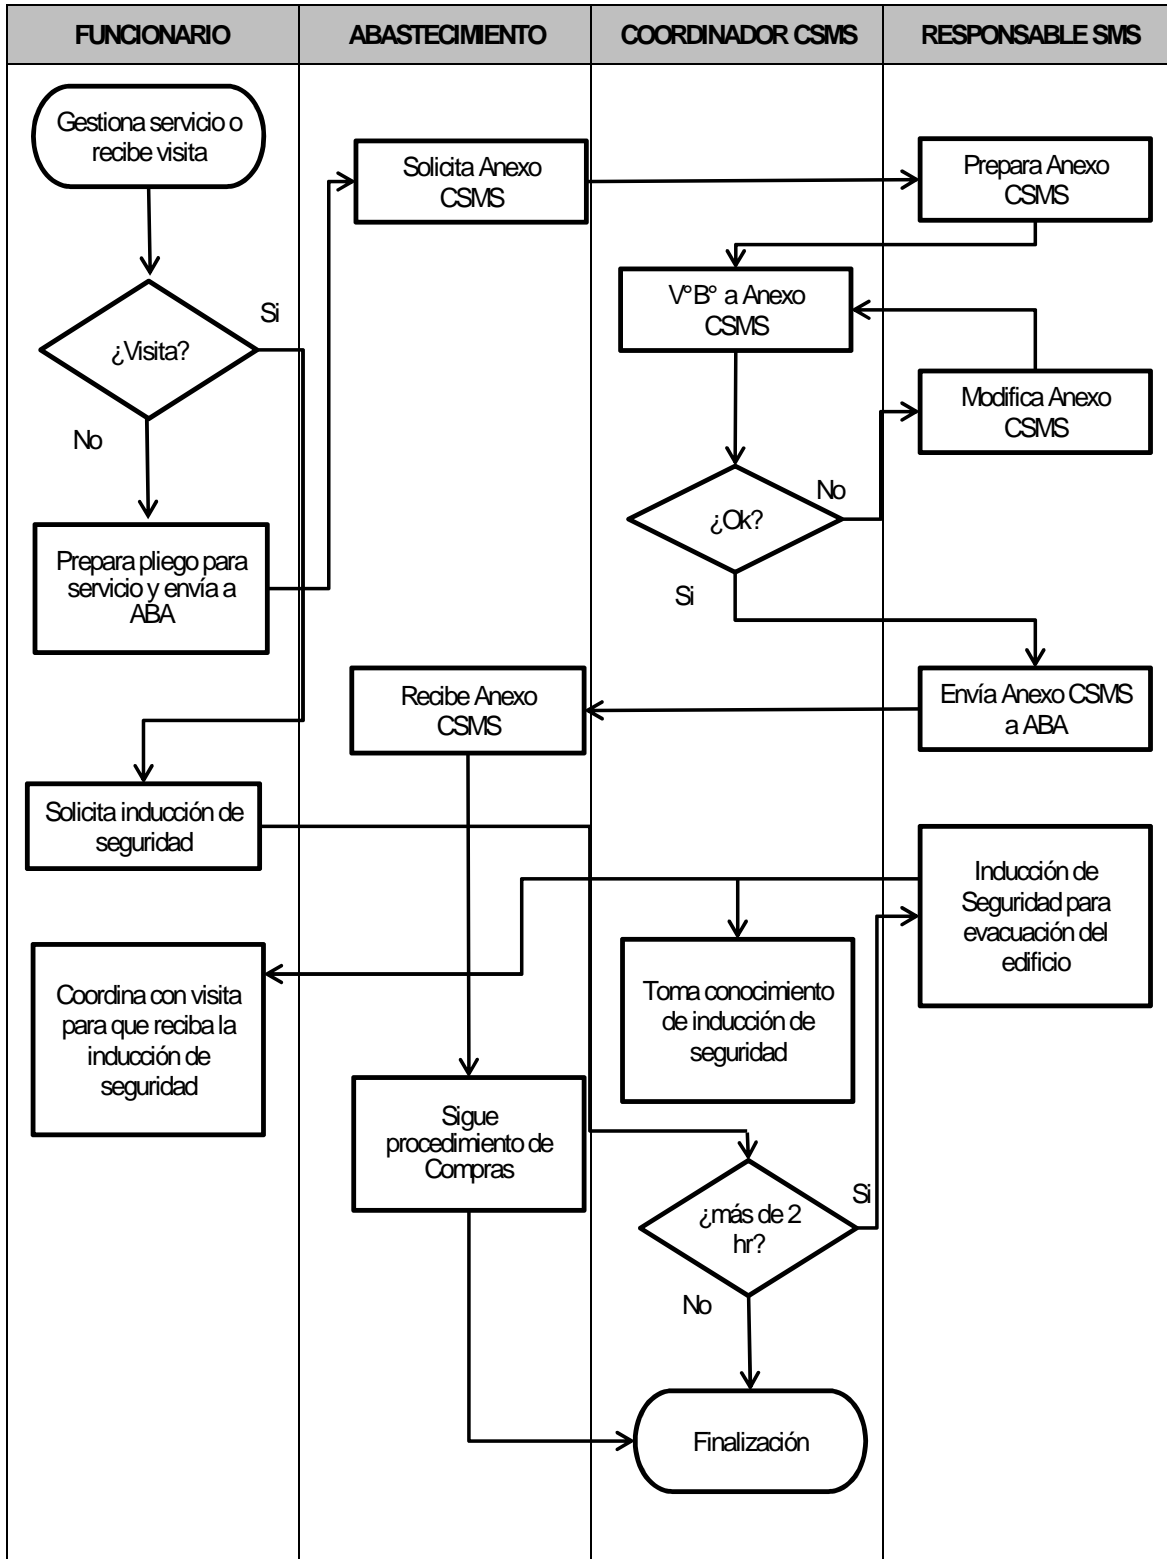 FUNCIONARIO
ABASTECIMIENTO
COORDINADOR CSMS
RESPONSABLE SMS
Gestiona servicio o
recibe visita
Solicita Anexo
CSMS
Prepara Anexo
CSMS
V°B° a Anexo
CSMS
Si
¿Visita?
Modifica Anexo
CSMS
No
No
¿Ok?
Prepara pliego para
servicio y envía a
ABA
Si
Recibe Anexo
CSMS
Envía Anexo CSMS
a ABA
Solicita inducción de
seguridad
Inducción de
Seguridad para
evacuación del
edificio
Coordina con visita
para que reciba la
inducción de
seguridad
Toma conocimiento
de inducción de
seguridad
Sigue
procedimiento de
Compras
Si
¿más de 2
hr?
No
Finalización